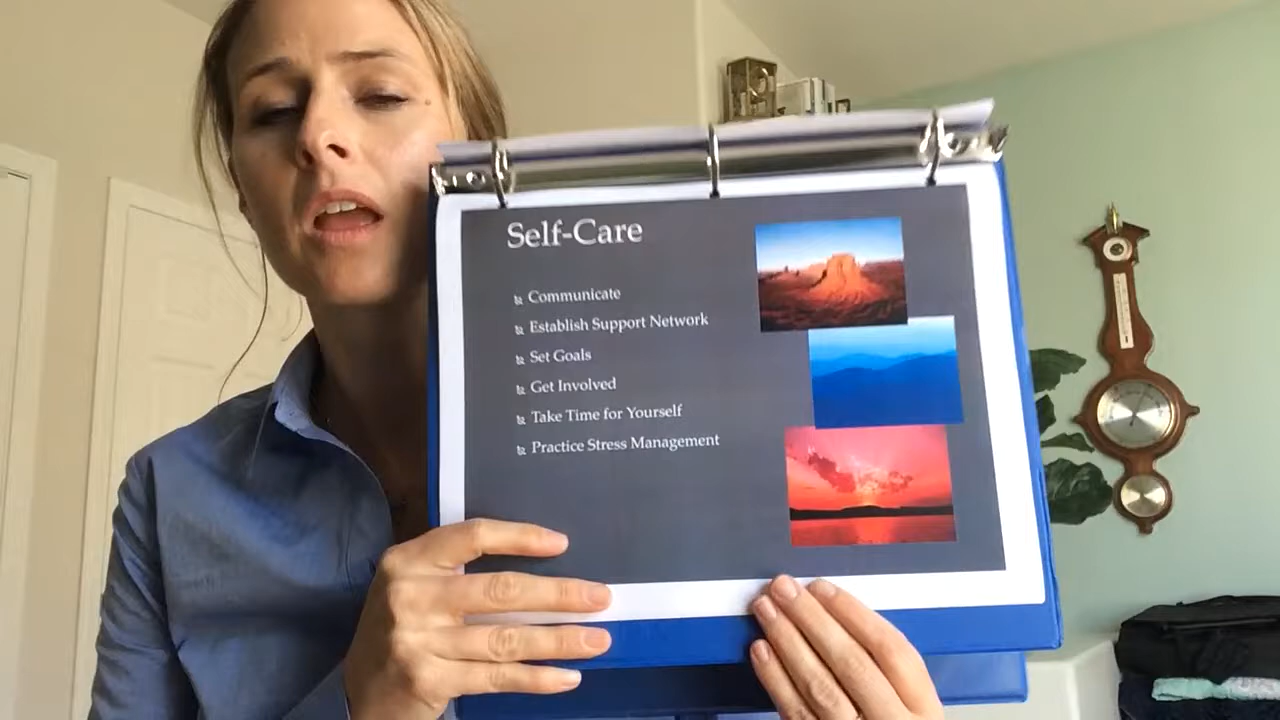 Self-Care
Communicate
Establish Support Network
Set Goals
Get Involved
Take Time for Yourself
Practice Stress Management